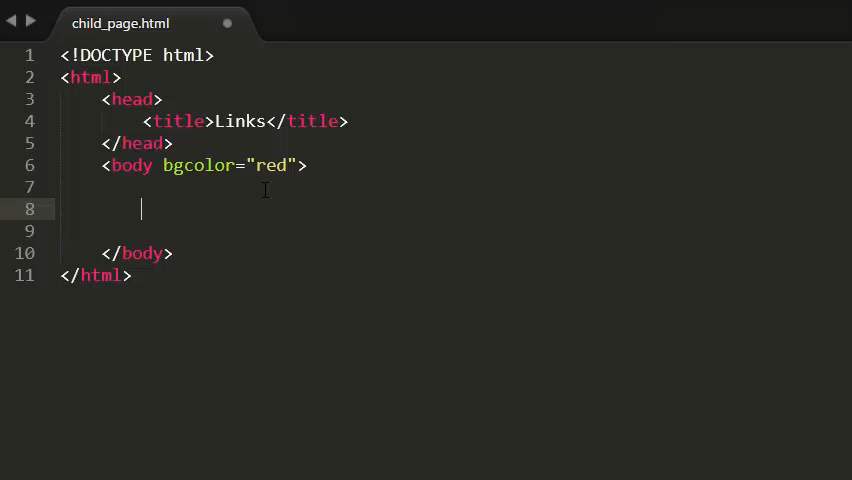 child_page.html
1 <!DOCTYPE html>
2 <html>
3 <head>
4 <title>Links</title>
5 </head>
6 <body bgcolor="red">
7
8
9
10 </body>
11 </html>